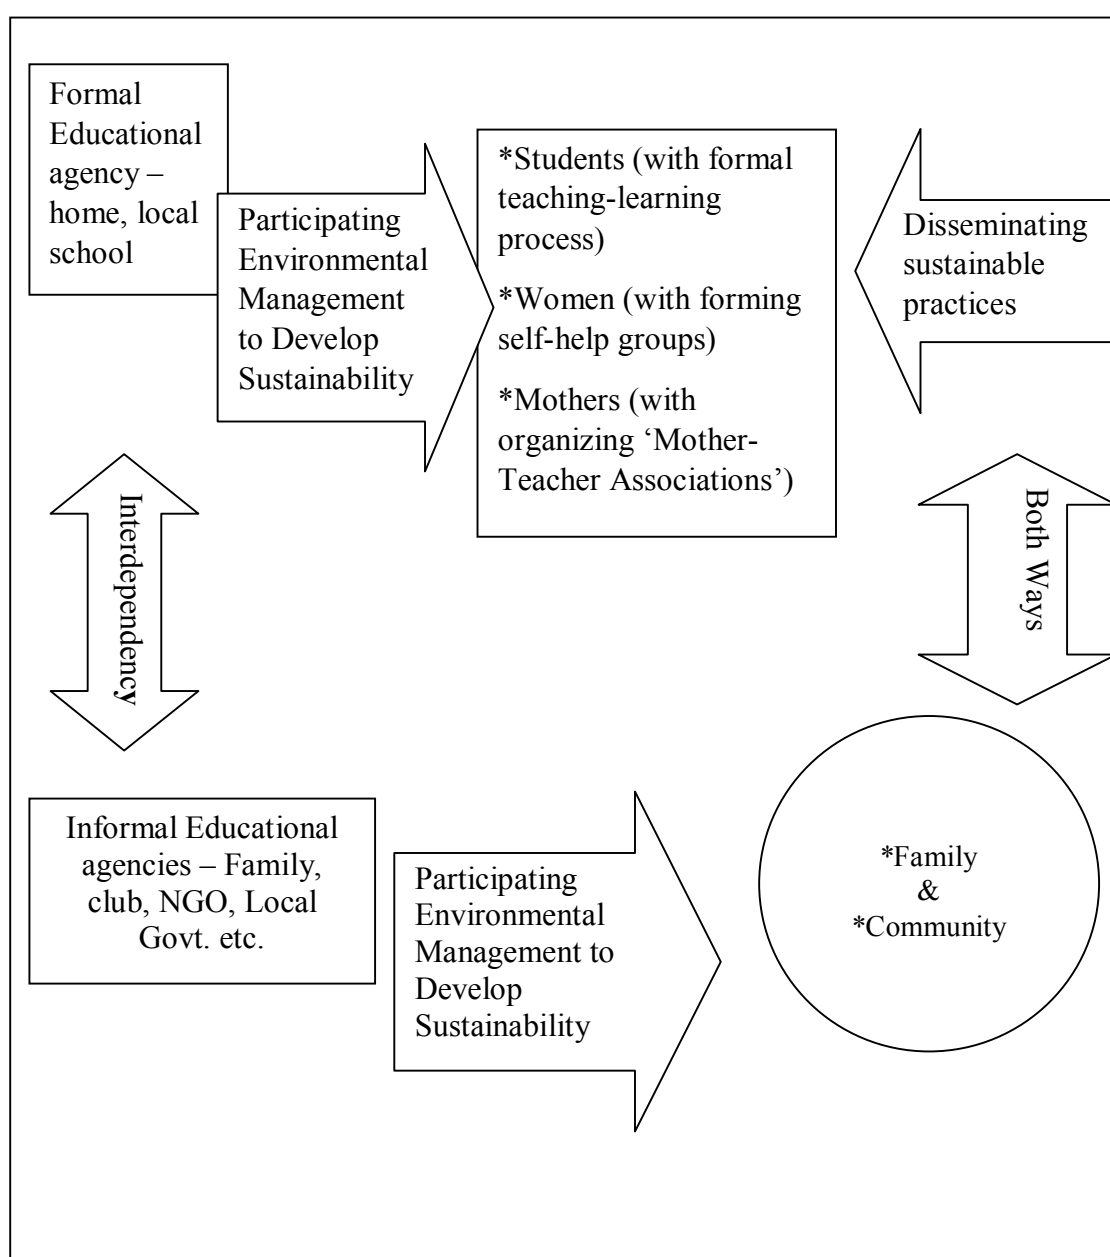 Formal
Educational
agency –
home, local
school
Participating
Environmental
Management
to Develop
Sustainability
*Students (with formal
teaching-learning
process)
*Women (with forming
self-help groups)
*Mothers (with
organizing ‘Mother-
Teacher Associations’)
Disseminating
sustainable
practices
Interdependency
Both Ways
Informal Educational
agencies – Family,
club, NGO, Local
Govt. etc.
Participating
Environmental
Management to
Develop
Sustainability
*Family
&
*Community